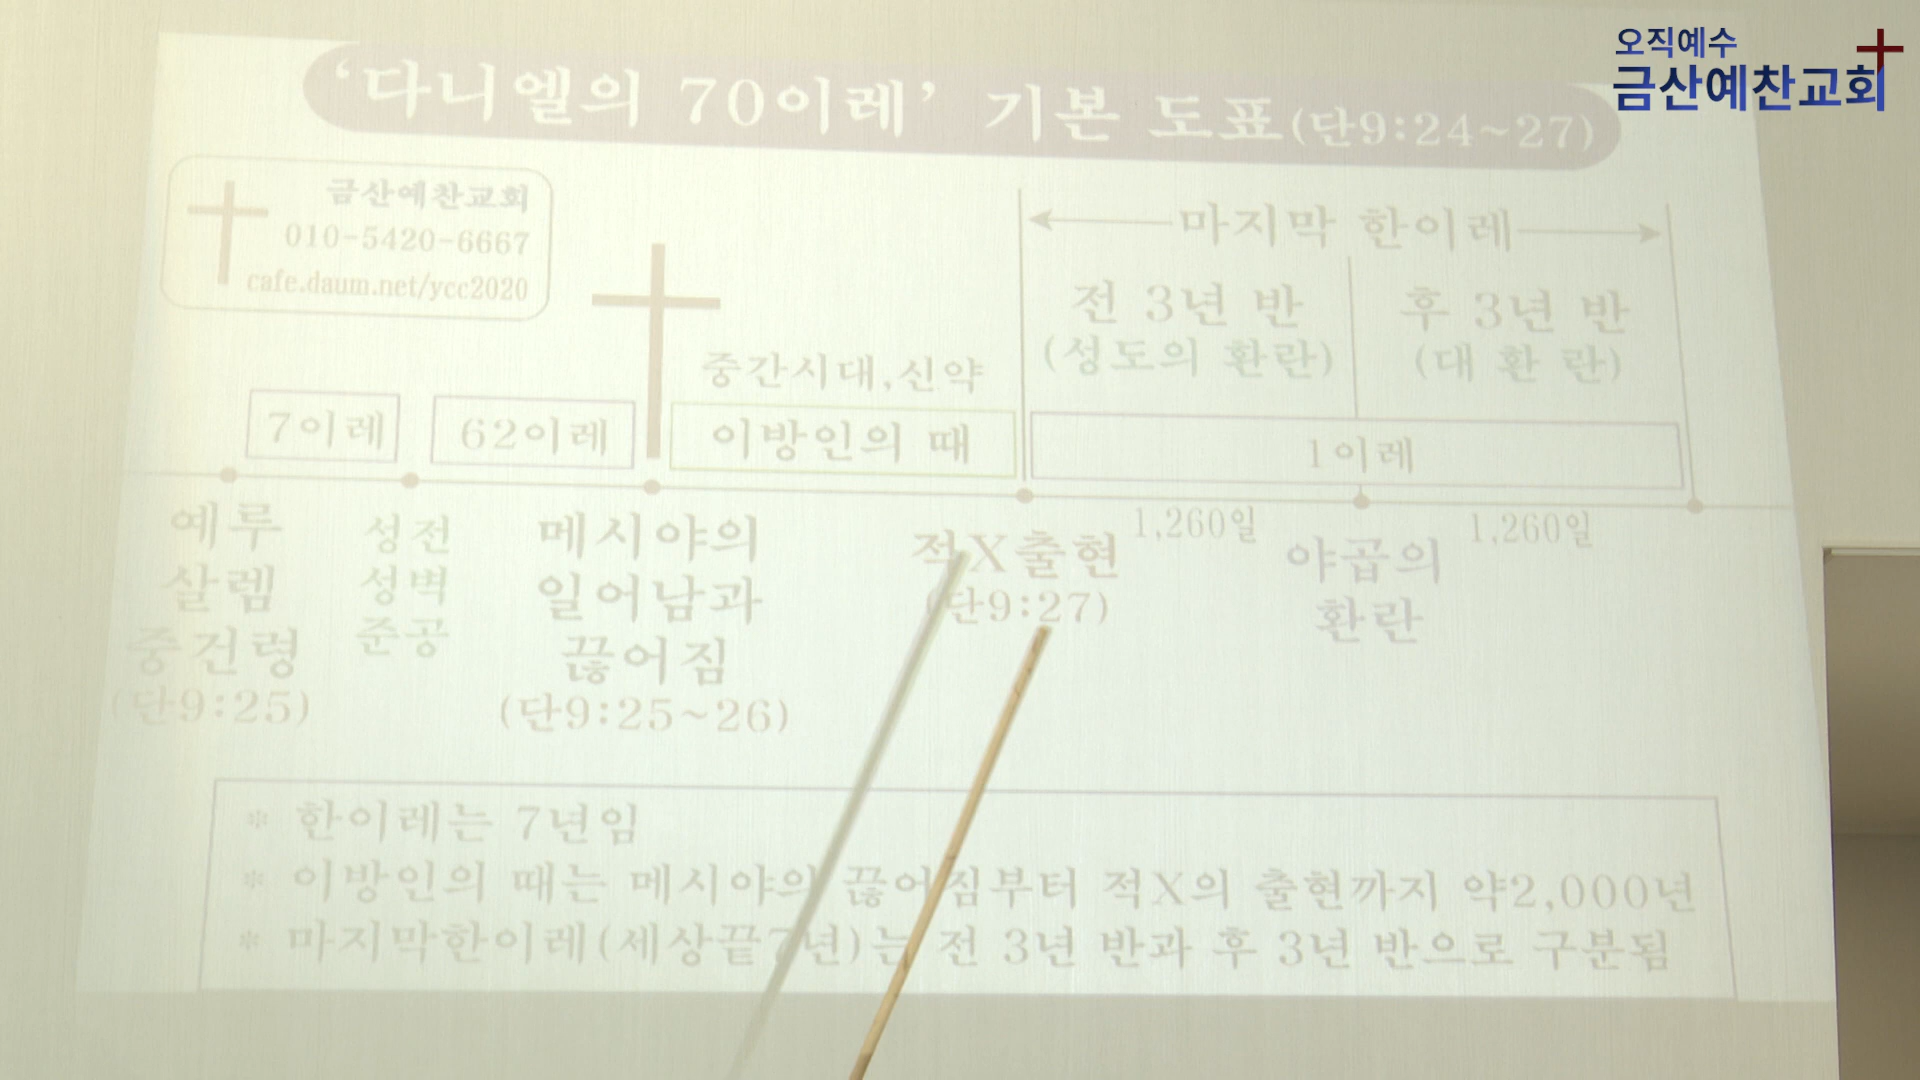 오직예수
금산예찬교회
‘다니엘의 70이레’ 기본 도표(단9:24~27)
금산예찬교회
010-5420-6667
cafe.daum.net/ycc2020
마지막 한이레
전 3년 반
(성도의 환란)
후 3년 반
(대 환 란)
중간시대,신약
7이레
62이레
이방인의 때
1이레
예루
살렘
중건령
(단9:25)
성전
성벽
준공
메시야의
일어남과
끊어짐
(단9:25~26)
적X출현
(단9:27)
1,260일
야곱의
환란
1,260일
* 한이레는 7년임
* 이방인의 때는 메시야의 끊어짐부터 적X의 출현까지 약2,000년
* 마지막한이레(세상끝7년)는 전 3년 반과 후 3년 반으로 구분됨